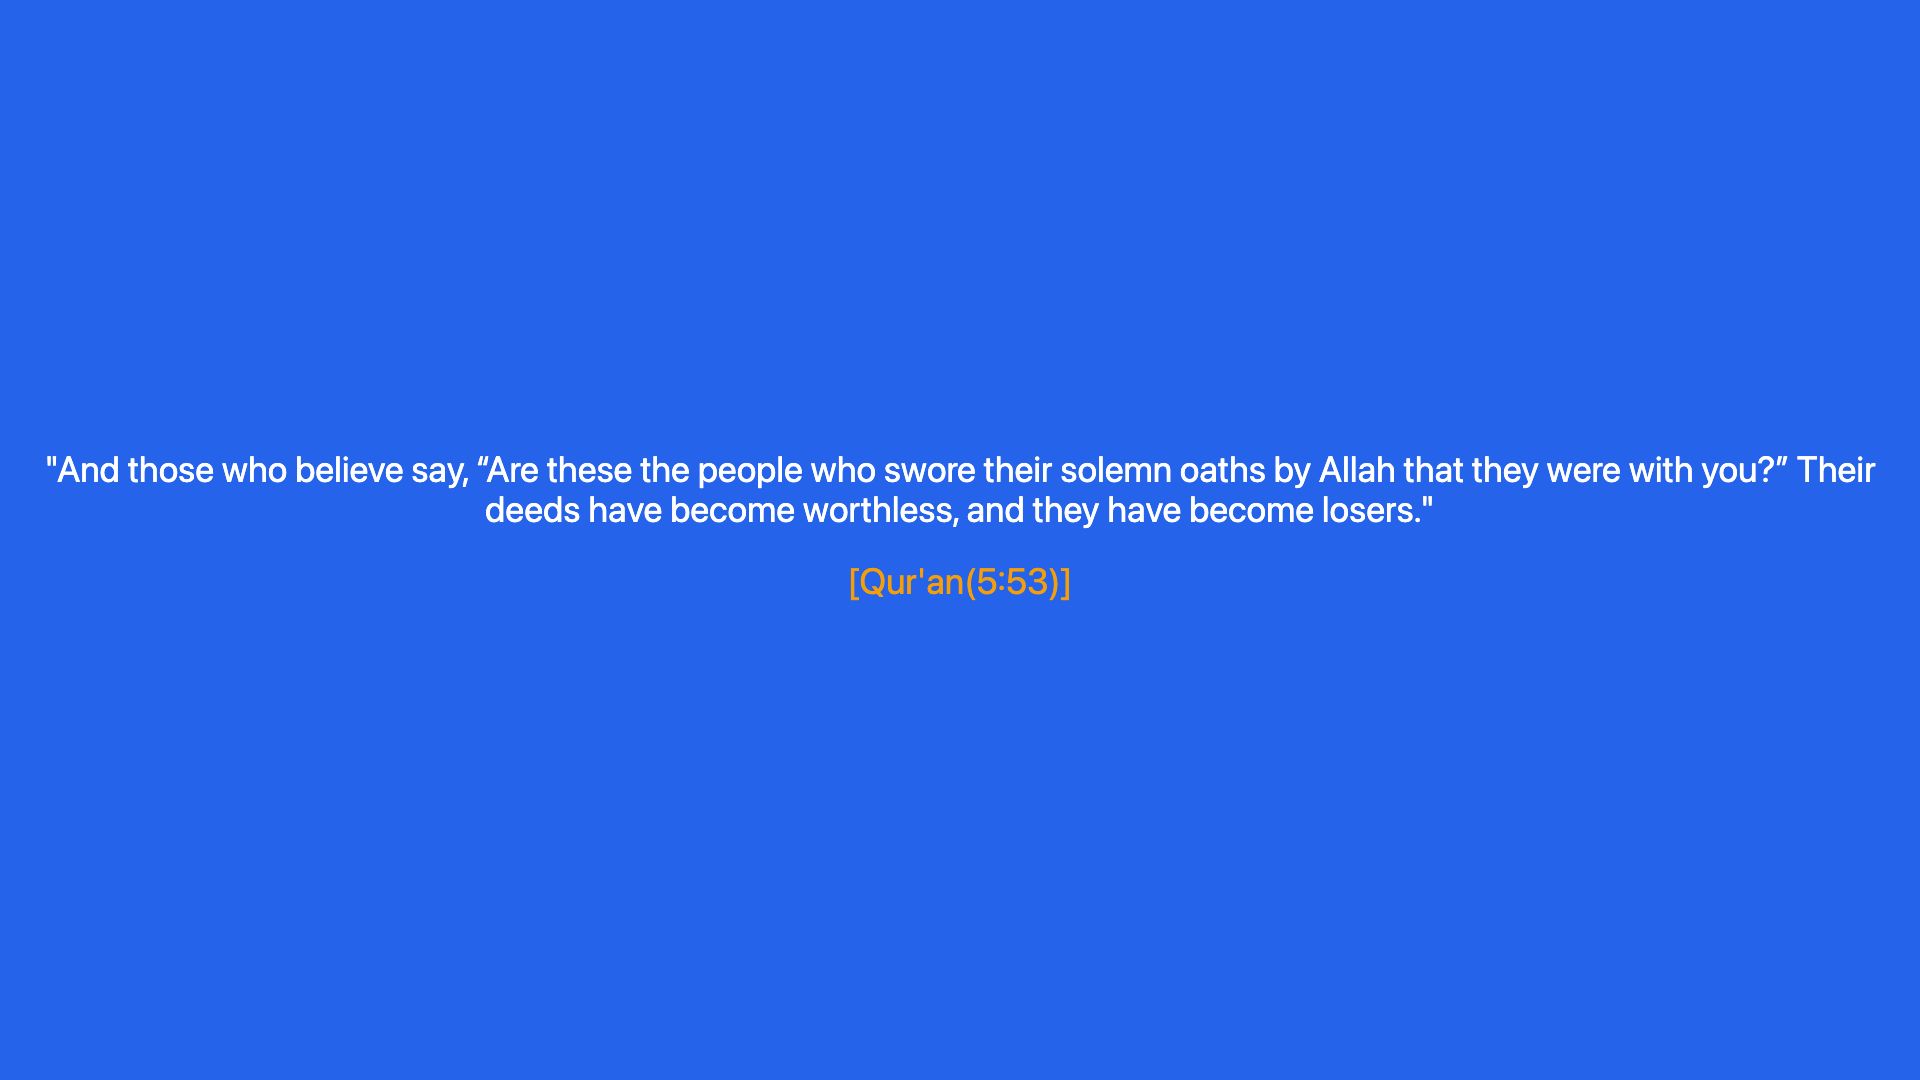 "And those who believe say, “Are these the people who swore their solemn oaths by Allah that they were with you?” Their
deeds have become worthless, and they have become losers."
[Qur'an(5:53)]